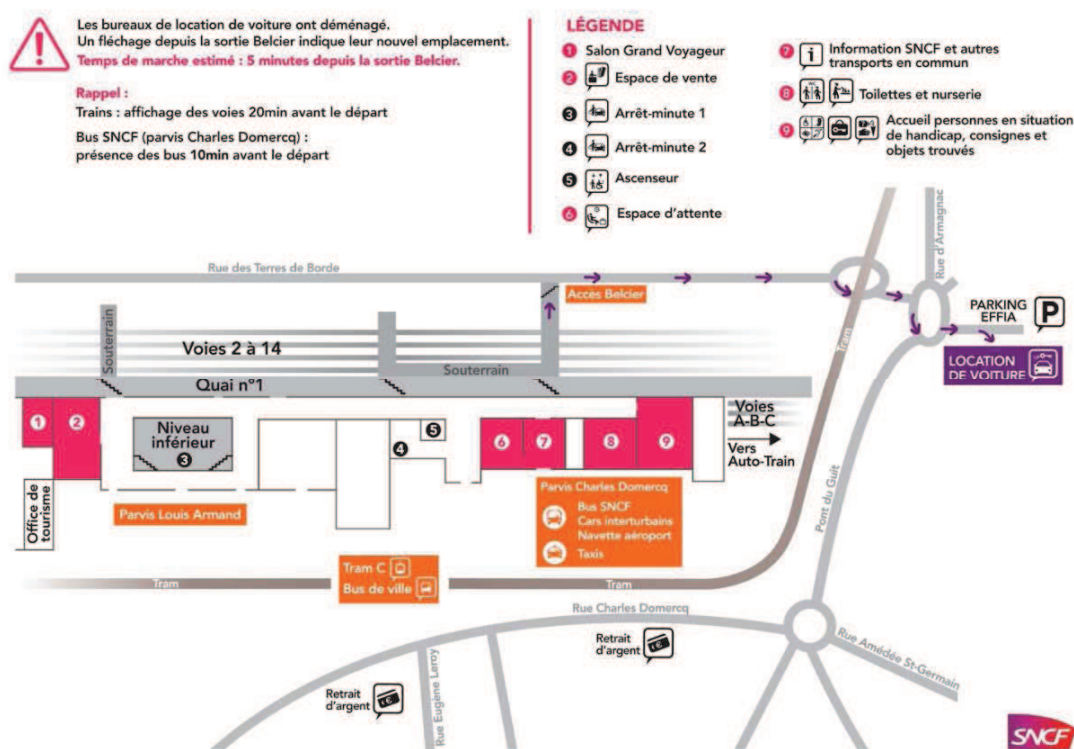 Les bureaux de location de voiture ont déménagé.
Un fléchage depuis la sortie Belcier indique leur nouvel emplacement.
Temps de marche estimé : 5 minutes depuis la sortie Belcier.
Rappel :
Trains : affichage des voies 20min avant le départ
Bus SNCF (parvis Charles Domercq) :
présence des bus 10min avant le départ
LÉGENDE
1 Salon Grand Voyageur
2 Espace de vente
3 Arrêt-minute 1
4 Arrêt-minute 2
5 Ascenseur
6 Espace d'attente
7 i Information SNCF et autres
transports en commun
8 Toilettes et nurserie
9 Accueil personnes en situation
de handicap, consignes et
objets trouvés
Rue des Terres de Borde
Accès Belcier
Rue d'Armagnac
PARKING
EFFIA
P
LOCATION
DE VOITURE
Tram
Souterrain
Voies 2 à 14
Souterrain
Quai n°1
1
2
Niveau
inférieur
3
4
5
6
7
8
9
Voies
A-B-C
Vers
Auto-Train
Office de
tourisme
Parvis Louis Armand
Parvis Charles Domercq
Bus SNCF
Cars interturbains
Navette aéroport
Taxis
Pont du Guit
Tram
Tram C
Bus de ville
Tram
Rue Charles Domercq
Retrait
d'argent
Rue Amédée St-Germain
Retrait
d'argent
Rue Eugène Leroy
SNCF